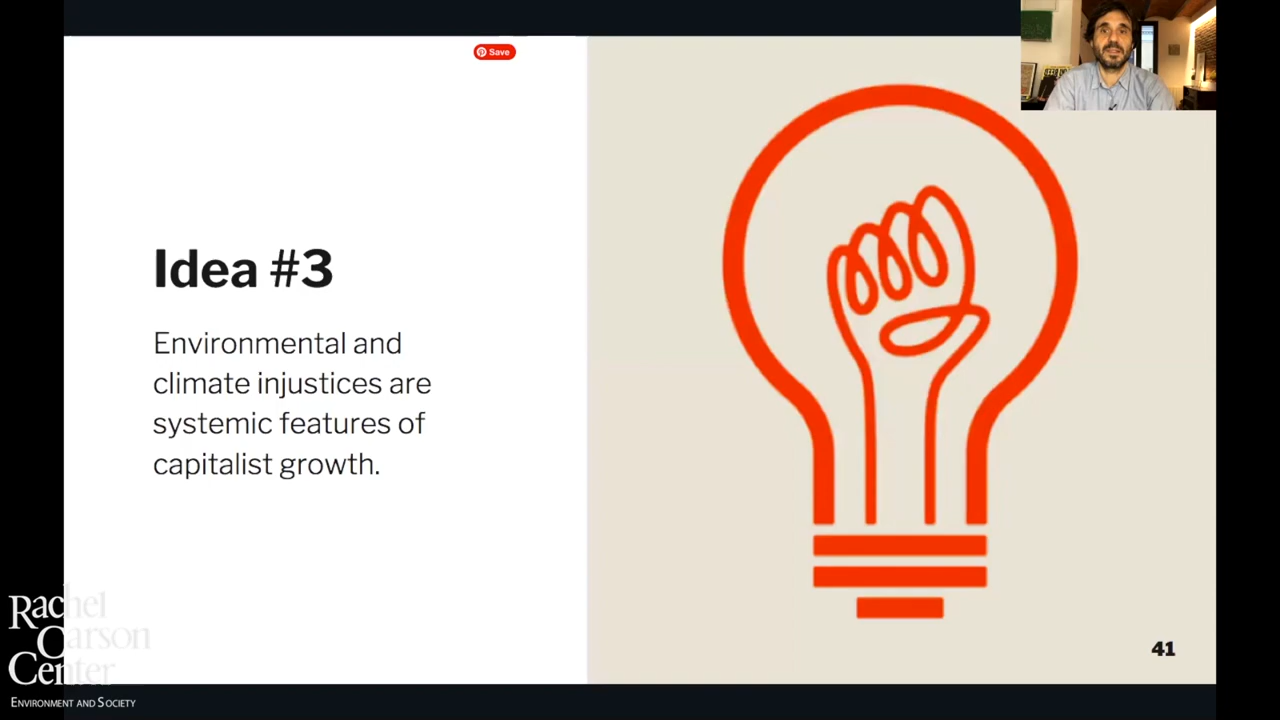 Save
Idea #3
Environmental and
climate injustices are
systemic features of
capitalist growth.
41
Rachel
Carson
Center
ENVIRONMENT AND SOCIETY